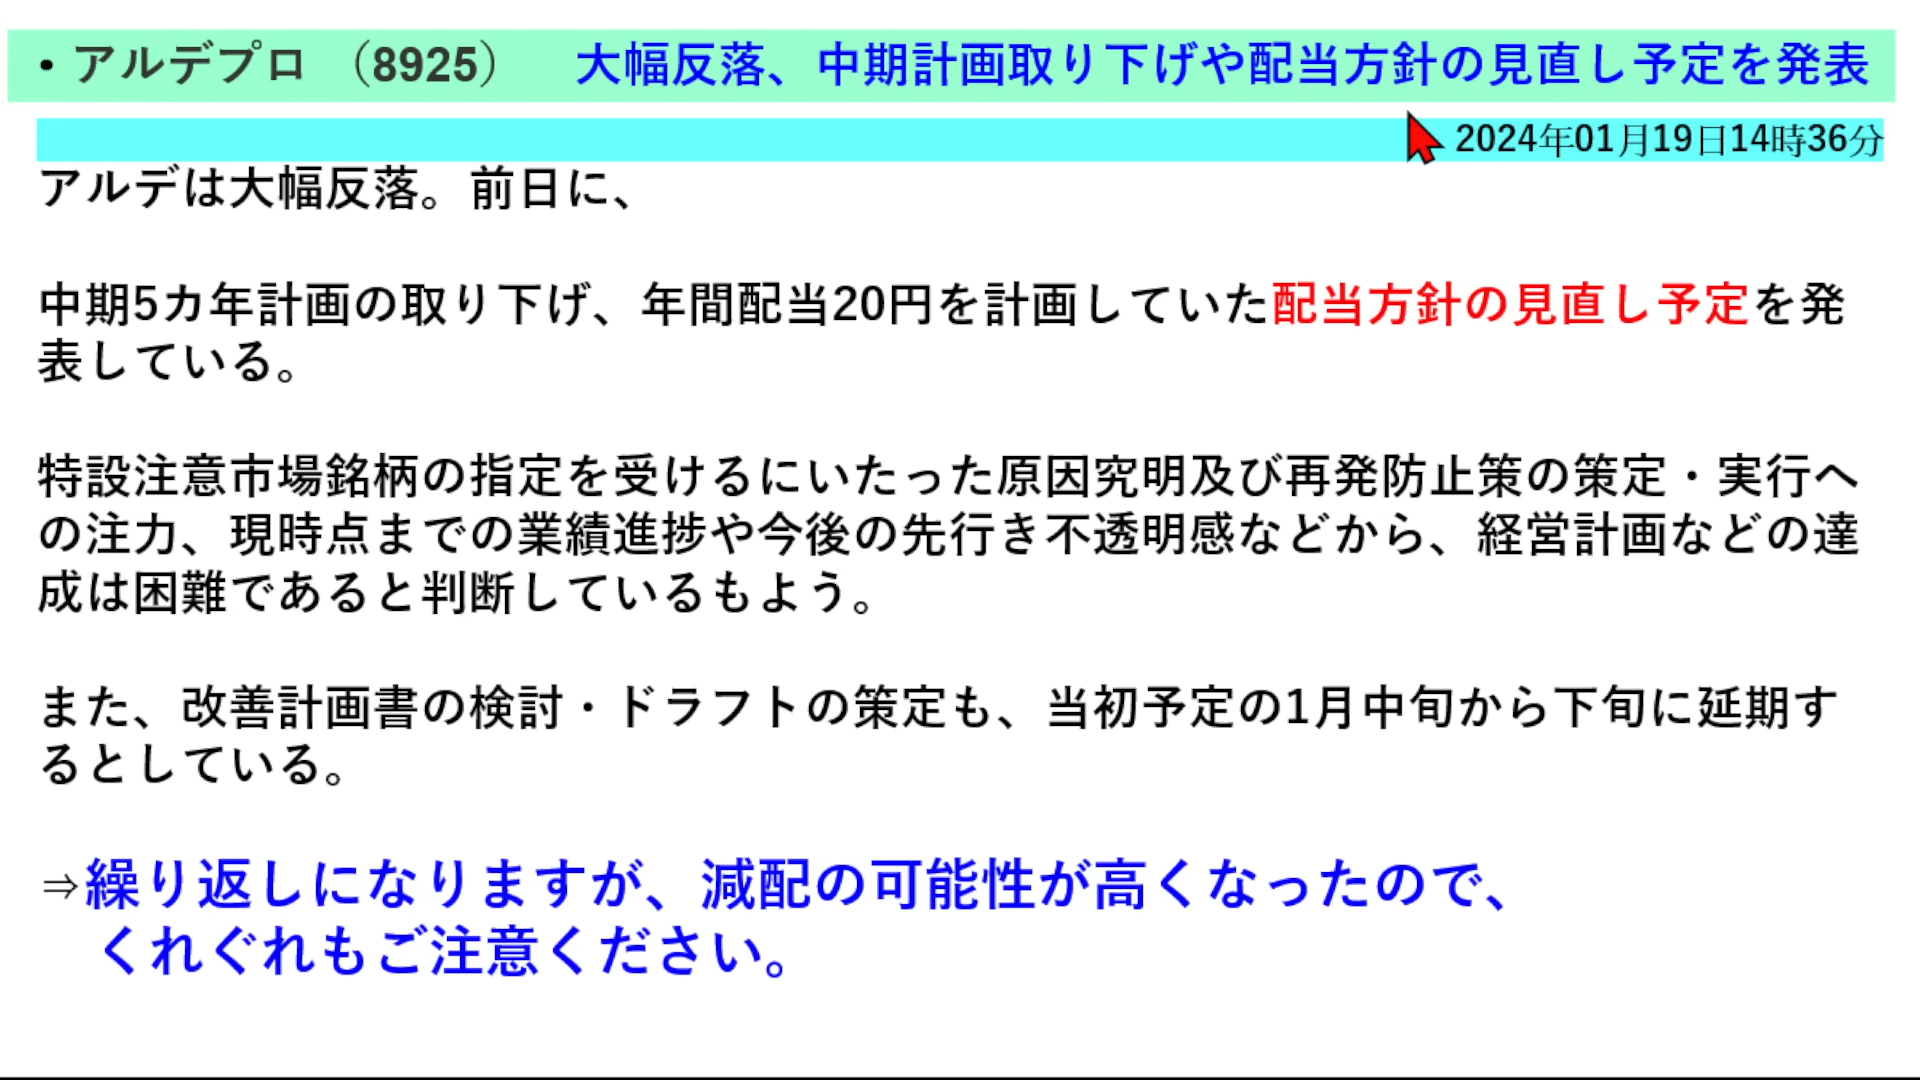 ・アルデプロ （8925）　大幅反落、中期計画取り下げや配当方針の見直し予定を発表
2024年01月19日14時36分
アルデは大幅反落。前日に、
中期5カ年計画の取り下げ、年間配当20円を計画していた配当方針の見直し予定を発
表している。
特設注意市場銘柄の指定を受けるにいたった原因究明及び再発防止策の策定・実行へ
の注力、現時点までの業績進捗や今後の先行き不透明感などから、経営計画などの達
成は困難であると判断しているもよう。
また、改善計画書の検討・ドラフトの策定も、当初予定の1月中旬から下旬に延期す
るとしている。
⇒繰り返しになりますが、減配の可能性が高くなったので、
くれぐれもご注意ください。